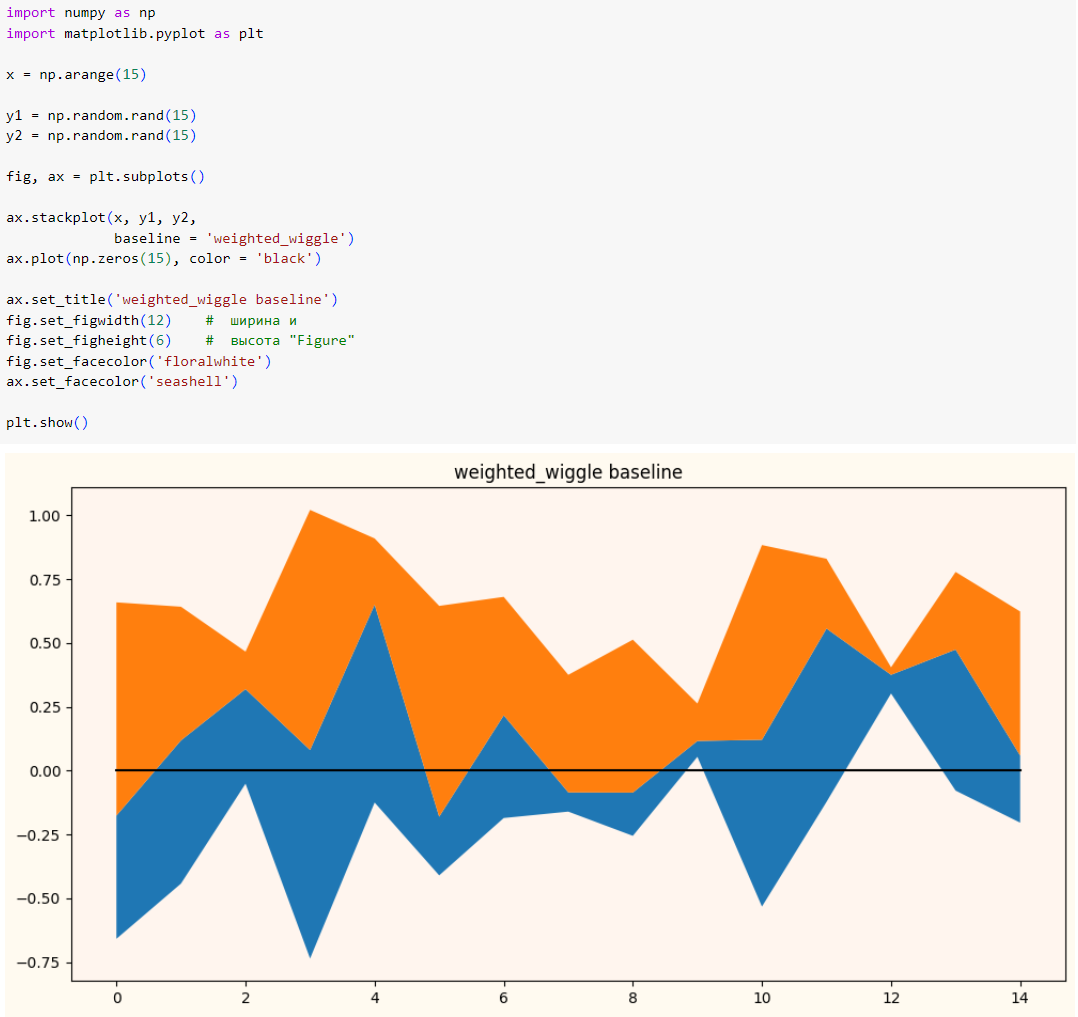 import numpy as np
import matplotlib.pyplot as plt
x = np.arange(15)
y1 = np.random.rand(15)
y2 = np.random.rand(15)
fig, ax = plt.subplots()
ax.stackplot(x, y1, y2,
             baseline = 'weighted_wiggle')
ax.plot(np.zeros(15), color = 'black')
ax.set_title('weighted_wiggle baseline')
fig.set_figwidth(12)    #  ширина и
fig.set_figheight(6)    #  высота "Figure"
fig.set_facecolor('floralwhite')
ax.set_facecolor('seashell')
plt.show()
weighted_wiggle baseline
1.00
0.75
0.50
0.25
0.00
−0.25
−0.50
−0.75
0 2 4 6 8 10 12 14